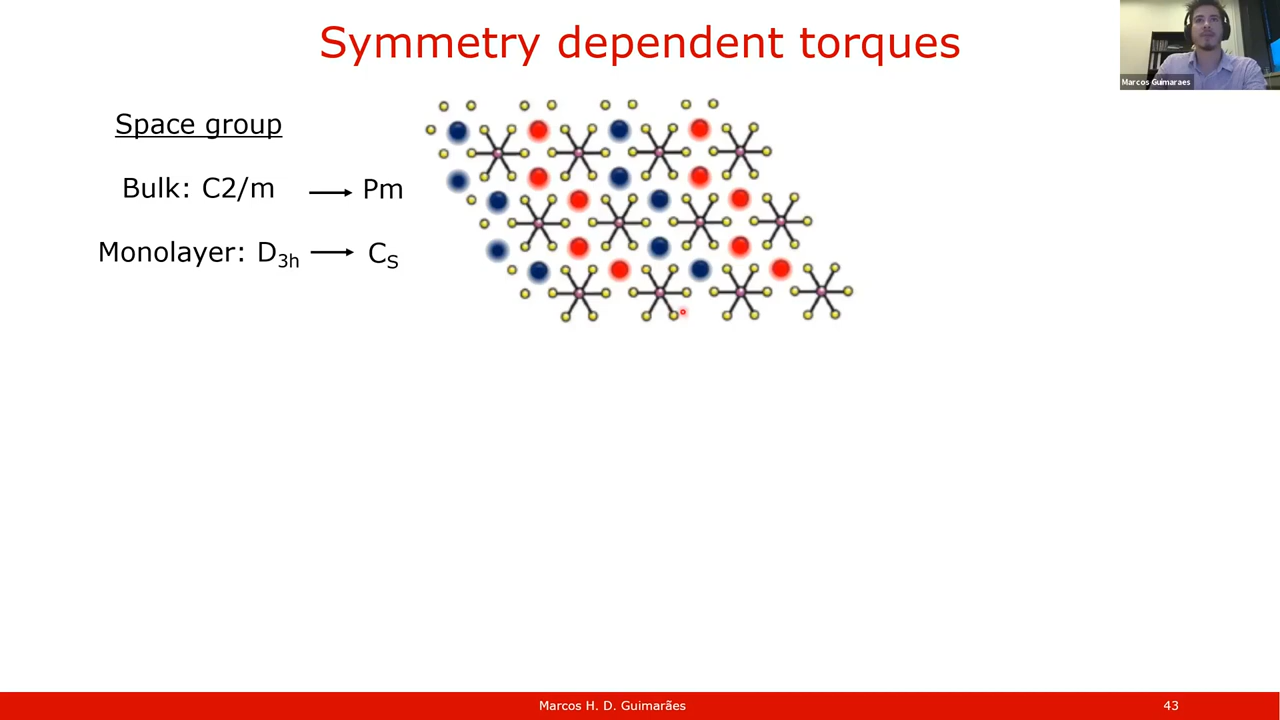 Symmetry dependent torques
Marcos Guimaraes
Space group
Bulk: C2/m → Pm
Monolayer: D3h → CS
Marcos H. D. Guimarães
43